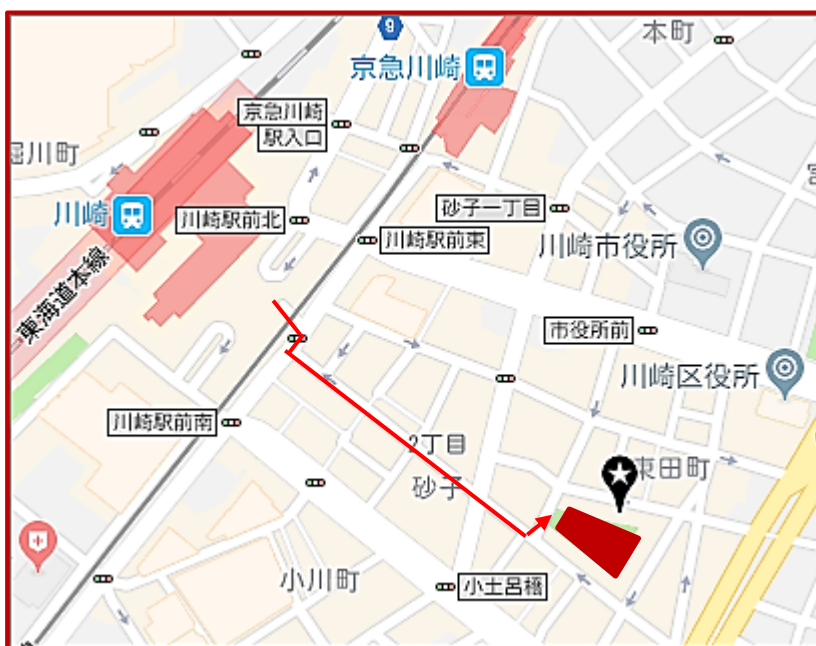 本町
9
京急川崎
京急川崎
駅入口
堀川町
川崎
川崎駅前北
砂子一丁目
川崎駅前東
川崎市役所
東海道本線
市役所前
川崎区役所
川崎駅前南
2丁目
砂子
東田町
小川町
小土呂橋